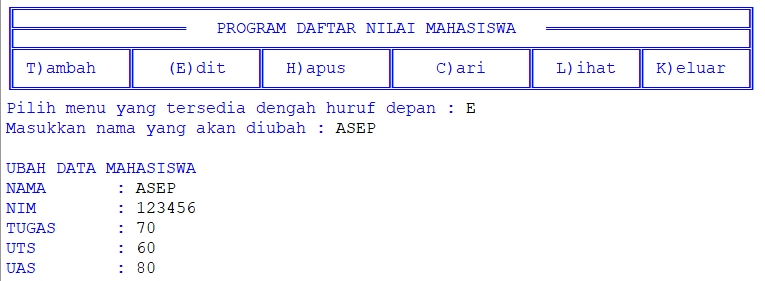 PROGRAM DAFTAR NILAI MAHASISWA
T)ambah (E)dit H)apus C)ari L)ihat K)eluar
Pilih menu yang tersedia dengah huruf depan : E
Masukkan nama yang akan diubah : ASEP
UBAH DATA MAHASISWA
NAMA : ASEP
NIM : 123456
TUGAS : 70
UTS : 60
UAS : 80